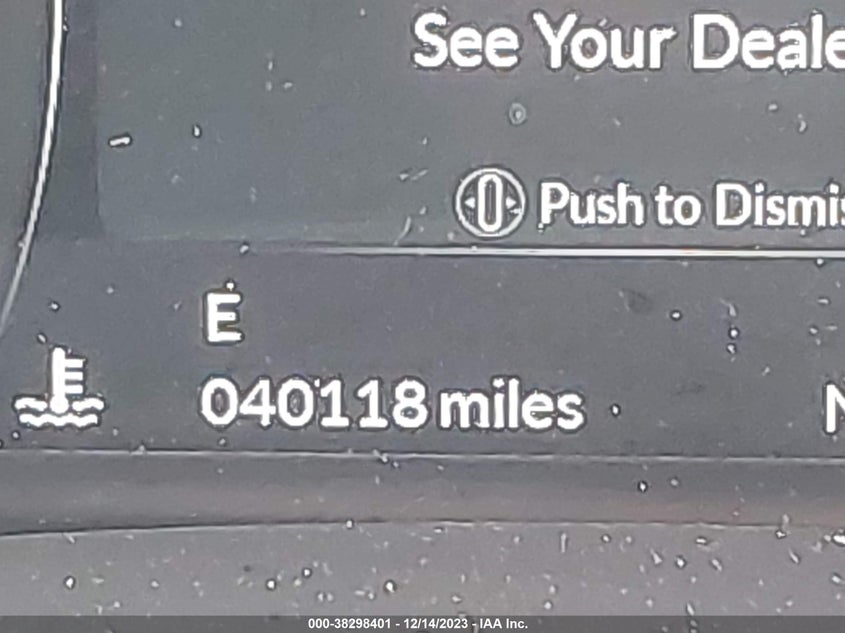 See Your Deale
Push to Dismis
E
040118 miles
N
000-38298401 - 12/14/2023 - IAA Inc.